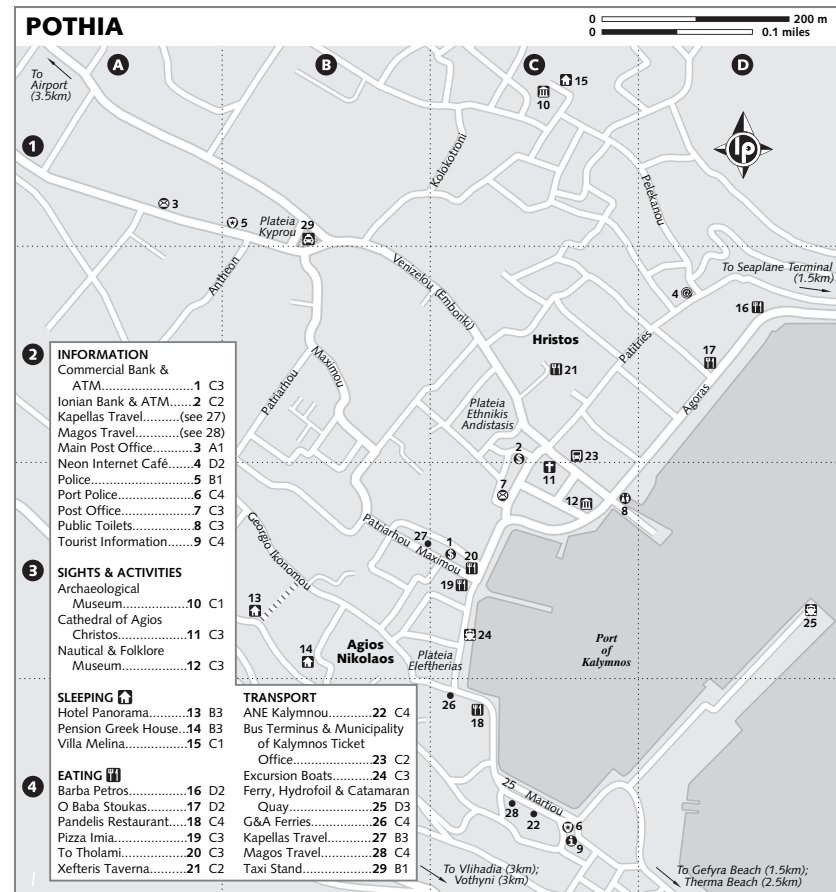 POTHIA
0 200 m
0 0.1 miles
A
B
C
D
To
Airport
(3.5km)
15
10
1
lp
Kolokotroni
Pelekanou
3
5
Plateia
Kyprou
29
Antheon
Venizelou (Emboriki)
To Seaplane Terminal
(1.5km)
4
16
Hristos
Patitries
17
21
Agoras
Patriarhou
Maximou
Plateia
Ethnikis
Andistasis
2
23
11
7
12
8
Georgio Ikonomou
Patriarhou Maximou
27
1
20
19
13
14
Agios
Nikolaos
Plateia
Eleftherias
24
Port
of
Kalymnos
25
26
18
25 Martiou
28
22
6
9
To Vlihadia (3km);
Vothyni (3km)
To Gefyra Beach (1.5km);
Therma Beach (2.5km)
2
3
4
INFORMATION
Commercial Bank &
ATM........................1 C3
Ionian Bank & ATM...2 C2
Kapellas Travel.........(see 27)
Magos Travel...........(see 28)
Main Post Office........3 A1
Neon Internet Café....4 D2
Police........................5 B1
Port Police................6 C4
Post Office................7 C3
Public Toilets.............8 C3
Tourist Information....9 C4
SIGHTS & ACTIVITIES
Archaeological
Museum..............10 C1
Cathedral of Agios
Christos...............11 C3
Nautical & Folklore
Museum..............12 C3
SLEEPING
Hotel Panorama........13 B3
Pension Greek House..14 B3
Villa Melina...............15 C1
EATING
Barba Petros.............16 D2
O Baba Stoukas.........17 D2
Pandelis Restaurant....18 C4
Pizza Imia.................19 C3
To Tholami................20 C3
Xefteris Taverna.........21 C2
TRANSPORT
ANE Kalymnou............22 C4
Bus Terminus & Municipality
of Kalymnos Ticket
Office.....................23 C2
Excursion Boats..........24 C3
Ferry, Hydrofoil & Catamaran
Quay......................25 D3
G&A Ferries...............26 C4
Kapellas Travel...........27 B3
Magos Travel.............28 C4
Taxi Stand.................29 B1